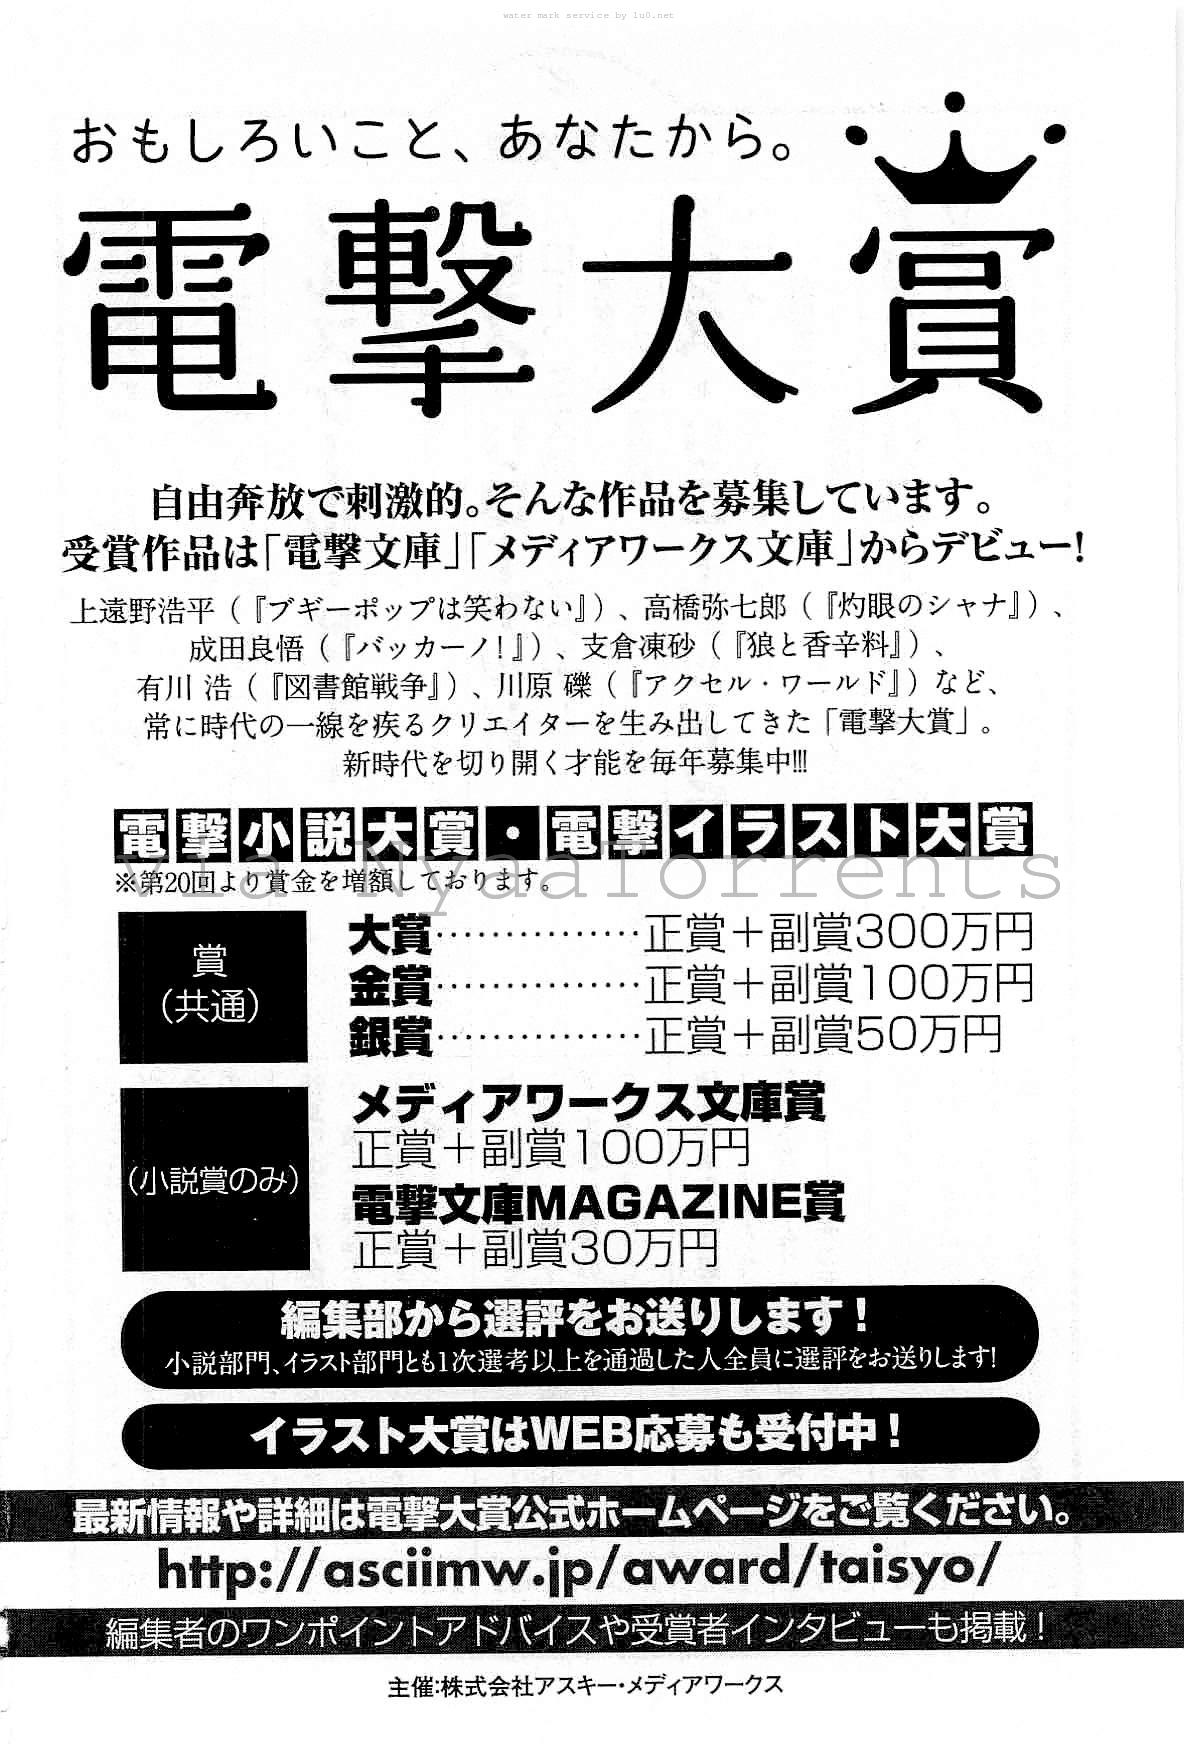 water mark service by lu0.net
おもしろいこと、あなたから。
電撃大賞
自由奔放で刺激的。そんな作品を募集しています。
受賞作品は「電撃文庫」「メディアワークス文庫」からデビュー!
上遠野浩平(『ブギーポップは笑わない』)、高橋弥七郎(『灼眼のシャナ』)、
成田良悟(『バッカーノ!』)、支倉凍砂(『狼と香辛料』)、
有川 浩(『図書館戦争』)、川原 礫(『アクセル・ワールド』)など、
常に時代の一線を疾るクリエイターを生み出してきた「電撃大賞」。
新時代を切り開く才能を毎年募集中!!!
電撃小説大賞・電撃イラスト大賞
via NyaaTorrents
※第20回より賞金を増額しております。
賞
(共通)
大賞……………正賞＋副賞300万円
金賞……………正賞＋副賞100万円
銀賞……………正賞＋副賞50万円
(小説賞のみ)
メディアワークス文庫賞
正賞＋副賞100万円
電撃文庫MAGAZINE賞
正賞＋副賞30万円
編集部から選評をお送りします!
小説部門、イラスト部門とも1次選考以上を通過した人全員に選評をお送りします!
イラスト大賞はWEB応募も受付中!
最新情報や詳細は電撃大賞公式ホームページをご覧ください。
http://asciimw.jp/award/taisyo/
編集者のワンポイントアドバイスや受賞者インタビューも掲載!
主催:株式会社アスキー・メディアワークス